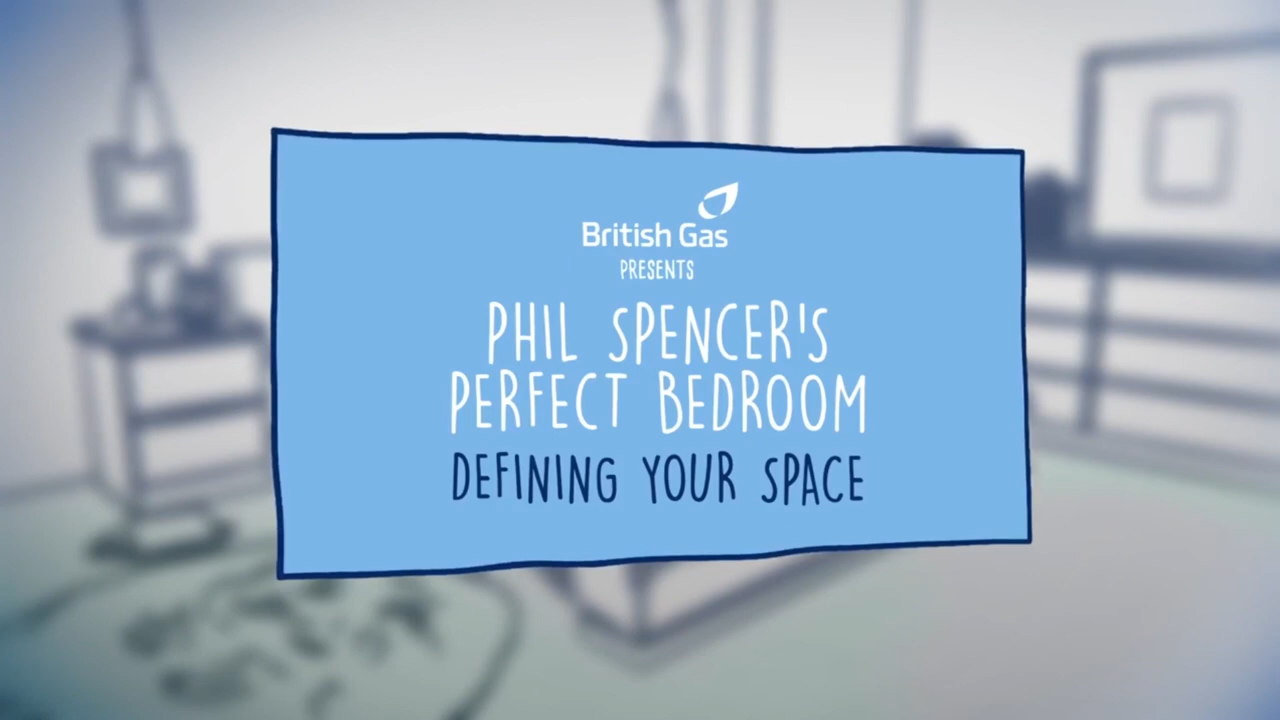 British Gas
PRESENTS
PHIL SPENCER'S
PERFECT BEDROOM
DEFINING YOUR SPACE